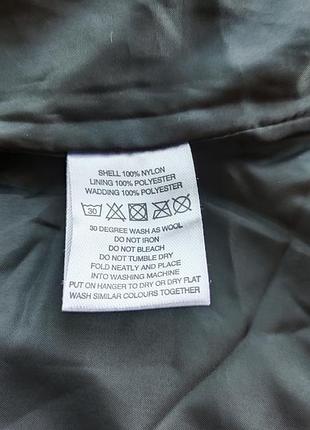 SHELL 100% NYLON
LINING 100% POLYESTER
WADDING 100% POLYESTER
30
30 DEGREE WASH AS WOOL
DO NOT IRON
DO NOT BLEACH
DO NOT TUMBLE DRY
FOLD NEATLY AND PLACE
INTO WASHING MACHINE
PUT ON HANGER TO DRY OR DRY FLAT
WASH SIMILAR COLOURS TOGETHER